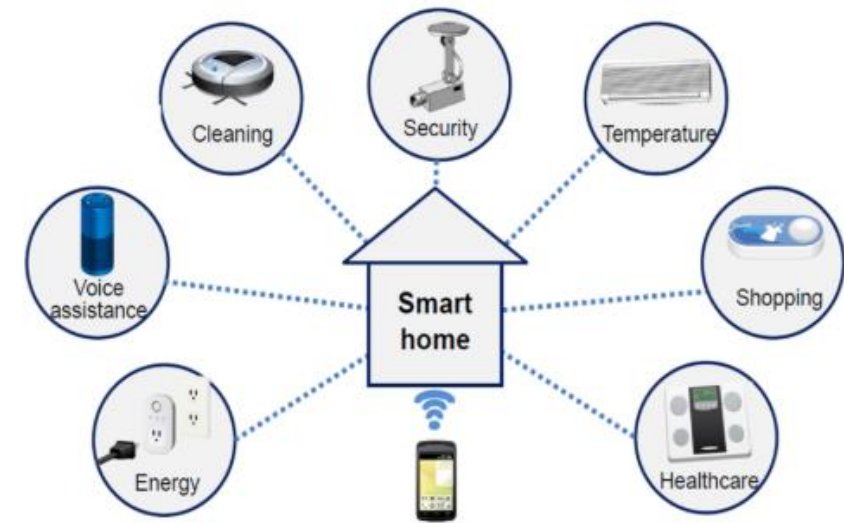 Cleaning
Security
Temperature
Voice
assistance
Smart
home
Shopping
Energy
Healthcare